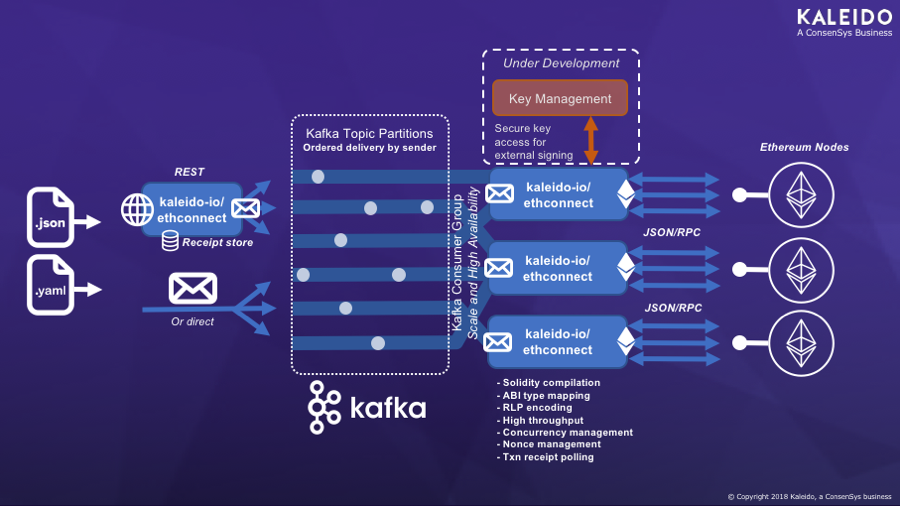 KALEIDO
A ConsenSys Business
Under Development
Key Management
Secure key
access for
external signing
Kafka Topic Partitions
Ordered delivery by sender
Ethereum Nodes
REST
.json
kaleido-io/
ethconnect
Receipt store
.yaml
Or direct
Kafka Consumer Group
Scale and High Availability
kaleido-io/
ethconnect
JSON/RPC
kaleido-io/
ethconnect
JSON/RPC
kaleido-io/
ethconnect
kafka
- Solidity compilation
- ABI type mapping
- RLP encoding
- High throughput
- Concurrency management
- Nonce management
- Txn receipt polling
© Copyright 2018 Kaleido, a ConsenSys business